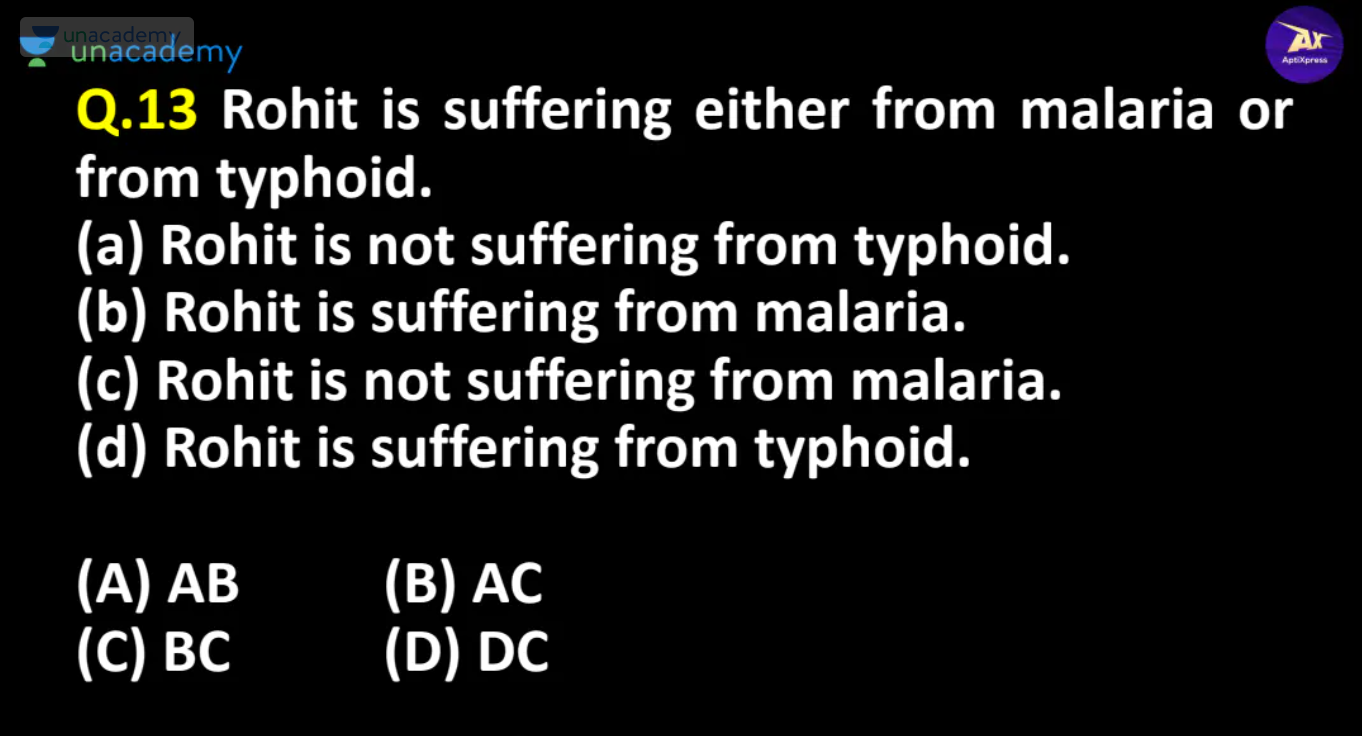 unacademy
unacademy
AX
AptiXpress
Q.13 Rohit is suffering either from malaria or
from typhoid.
(a) Rohit is not suffering from typhoid.
(b) Rohit is suffering from malaria.
(c) Rohit is not suffering from malaria.
(d) Rohit is suffering from typhoid.
(A) AB (B) AC
(C) BC (D) DC